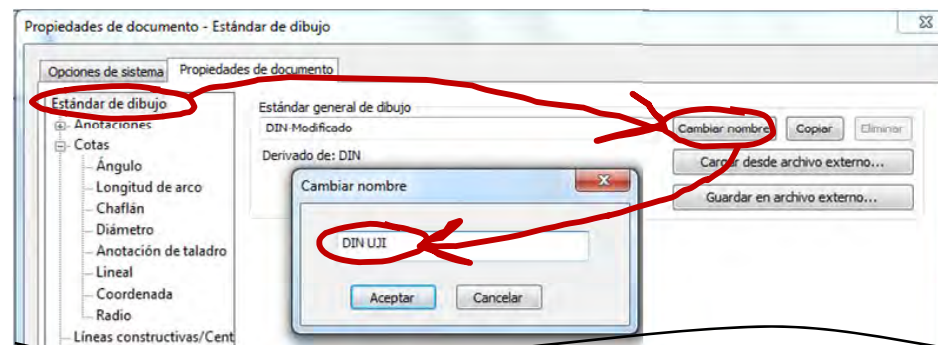 Propiedades de documento - Estándar de dibujo
Opciones de sistema Propiedades de documento
Estándar de dibujo
Anotaciones
Cotas
Ángulo
Longitud de arco
Chaflán
Diámetro
Anotación de taladro
Lineal
Coordenada
Radio
Líneas constructivas/Cent
Estándar general de dibujo
DIN-Modificado
Cambiar nombre Copiar Eliminar
Derivado de: DIN
Cargar desde archivo externo...
Guardar en archivo externo...
Cambiar nombre
DIN UJI
Aceptar Cancelar